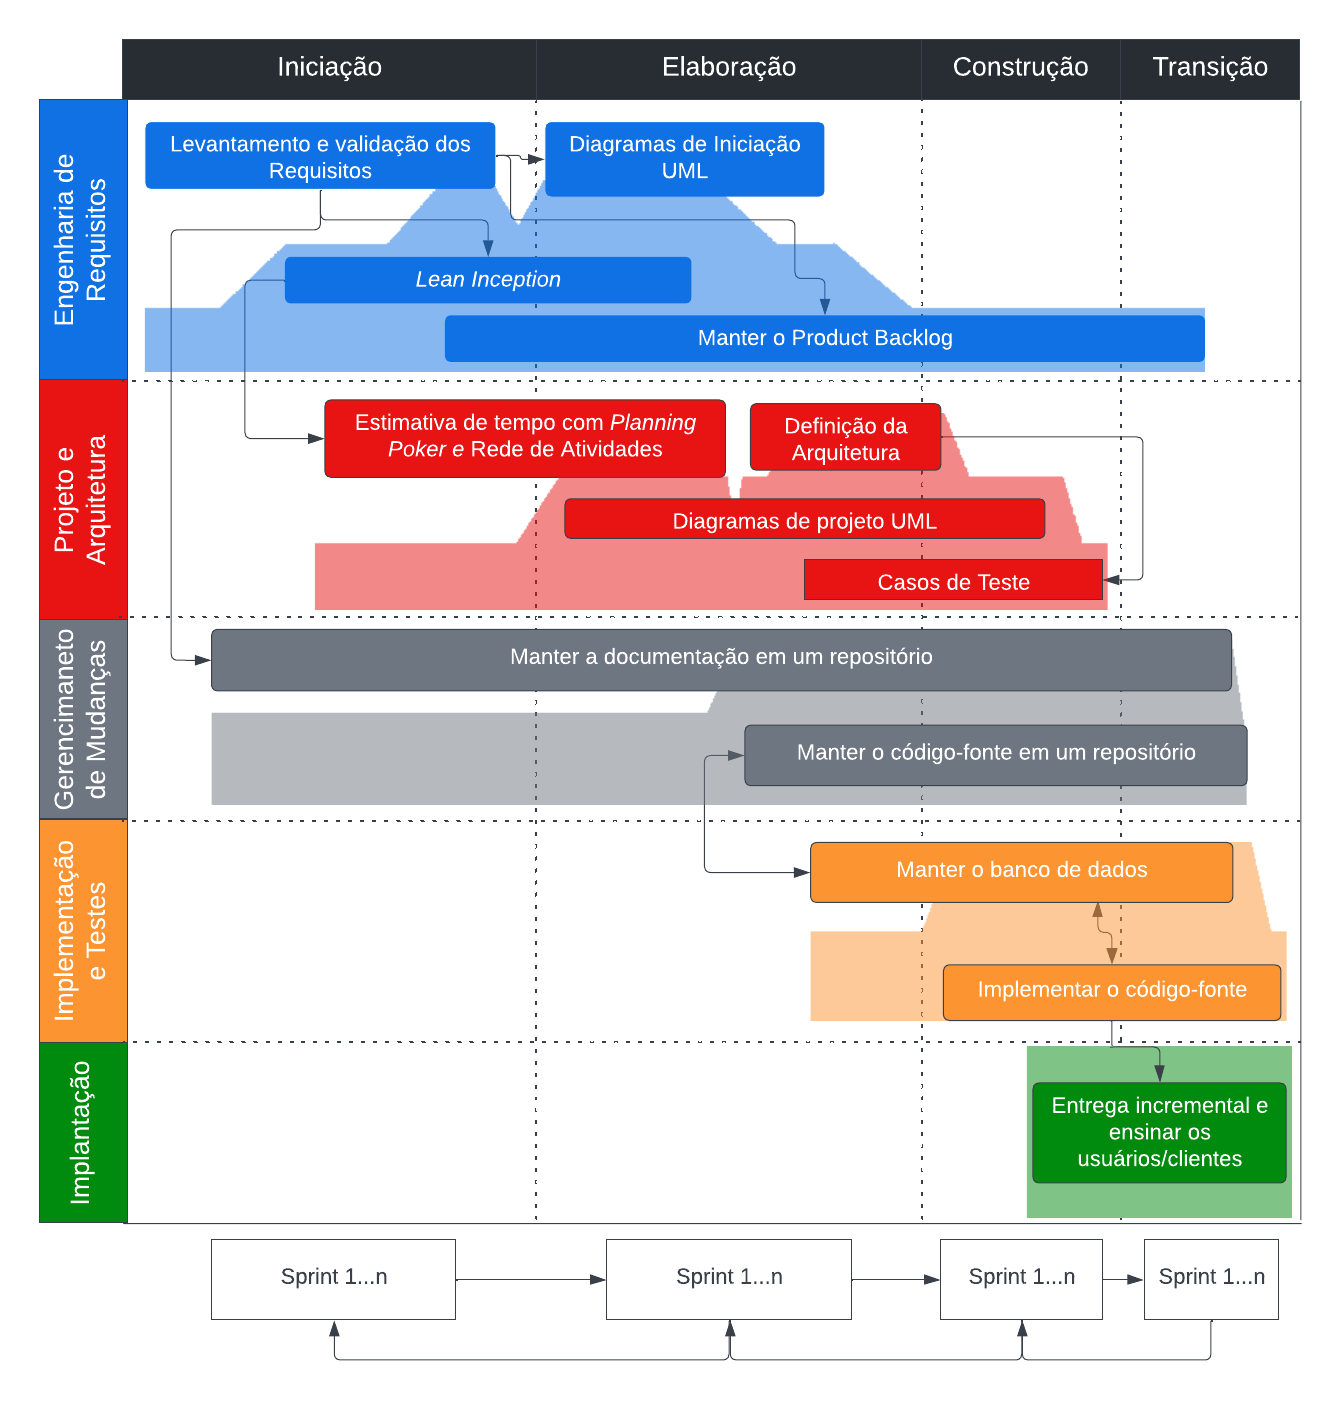 Iniciação
Elaboração
Construção
Transição
Engenharia de
Requisitos
Levantamento e validação dos
Requisitos
Diagramas de Iniciação
UML
Lean Inception
Manter o Product Backlog
Projeto e
Arquitetura
Estimativa de tempo com Planning
Poker e Rede de Atividades
Definição da
Arquitetura
Diagramas de projeto UML
Casos de Teste
Gerencimaneto
de Mudanças
Manter a documentação em um repositório
Manter o código-fonte em um repositório
Implementação
e Testes
Manter o banco de dados
Implementar o código-fonte
Implantação
Entrega incremental e
ensinar os
usuários/clientes
Sprint 1...n
Sprint 1...n
Sprint 1...n
Sprint 1...n